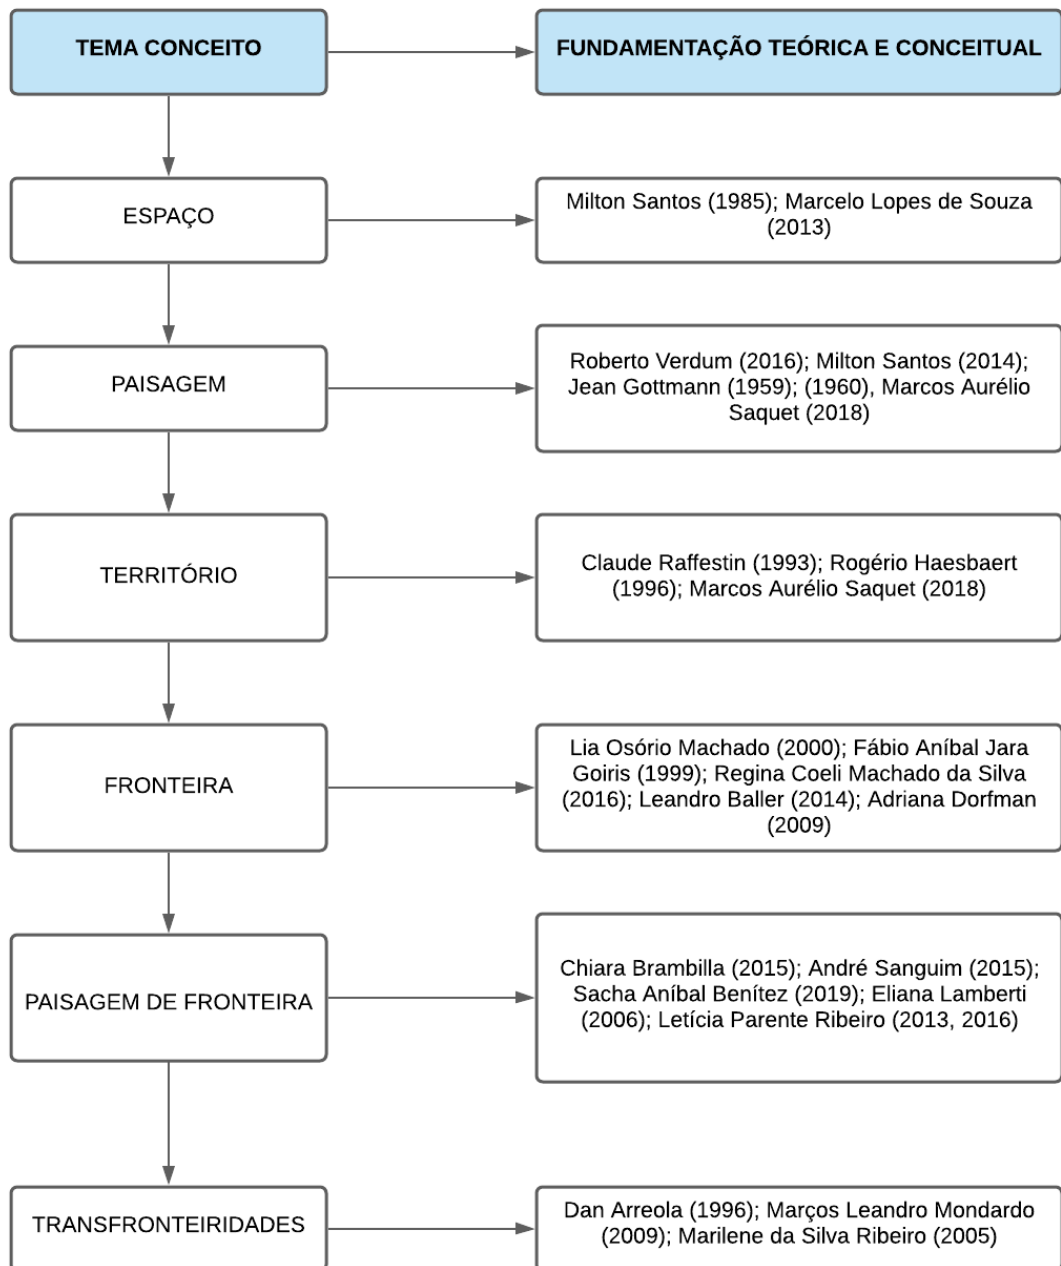 TEMA CONCEITO
FUNDAMENTAÇÃO TEÓRICA E CONCEITUAL
ESPAÇO
Milton Santos (1985); Marcelo Lopes de Souza
(2013)
PAISAGEM
Roberto Verdum (2016); Milton Santos (2014);
Jean Gottmann (1959); (1960), Marcos Aurélio
Saquet (2018)
TERRITÓRIO
Claude Raffestin (1993); Rogério Haesbaert
(1996); Marcos Aurélio Saquet (2018)
FRONTEIRA
Lia Osório Machado (2000); Fábio Aníbal Jara
Goiris (1999); Regina Coeli Machado da Silva
(2016); Leandro Baller (2014); Adriana Dorfman
(2009)
PAISAGEM DE FRONTEIRA
Chiara Brambilla (2015); André Sanguim (2015);
Sacha Aníbal Benítez (2019); Eliana Lamberti
(2006); Letícia Parente Ribeiro (2013, 2016)
TRANSFRONTEIRIDADES
Dan Arreola (1996); Marços Leandro Mondardo
(2009); Marilene da Silva Ribeiro (2005)